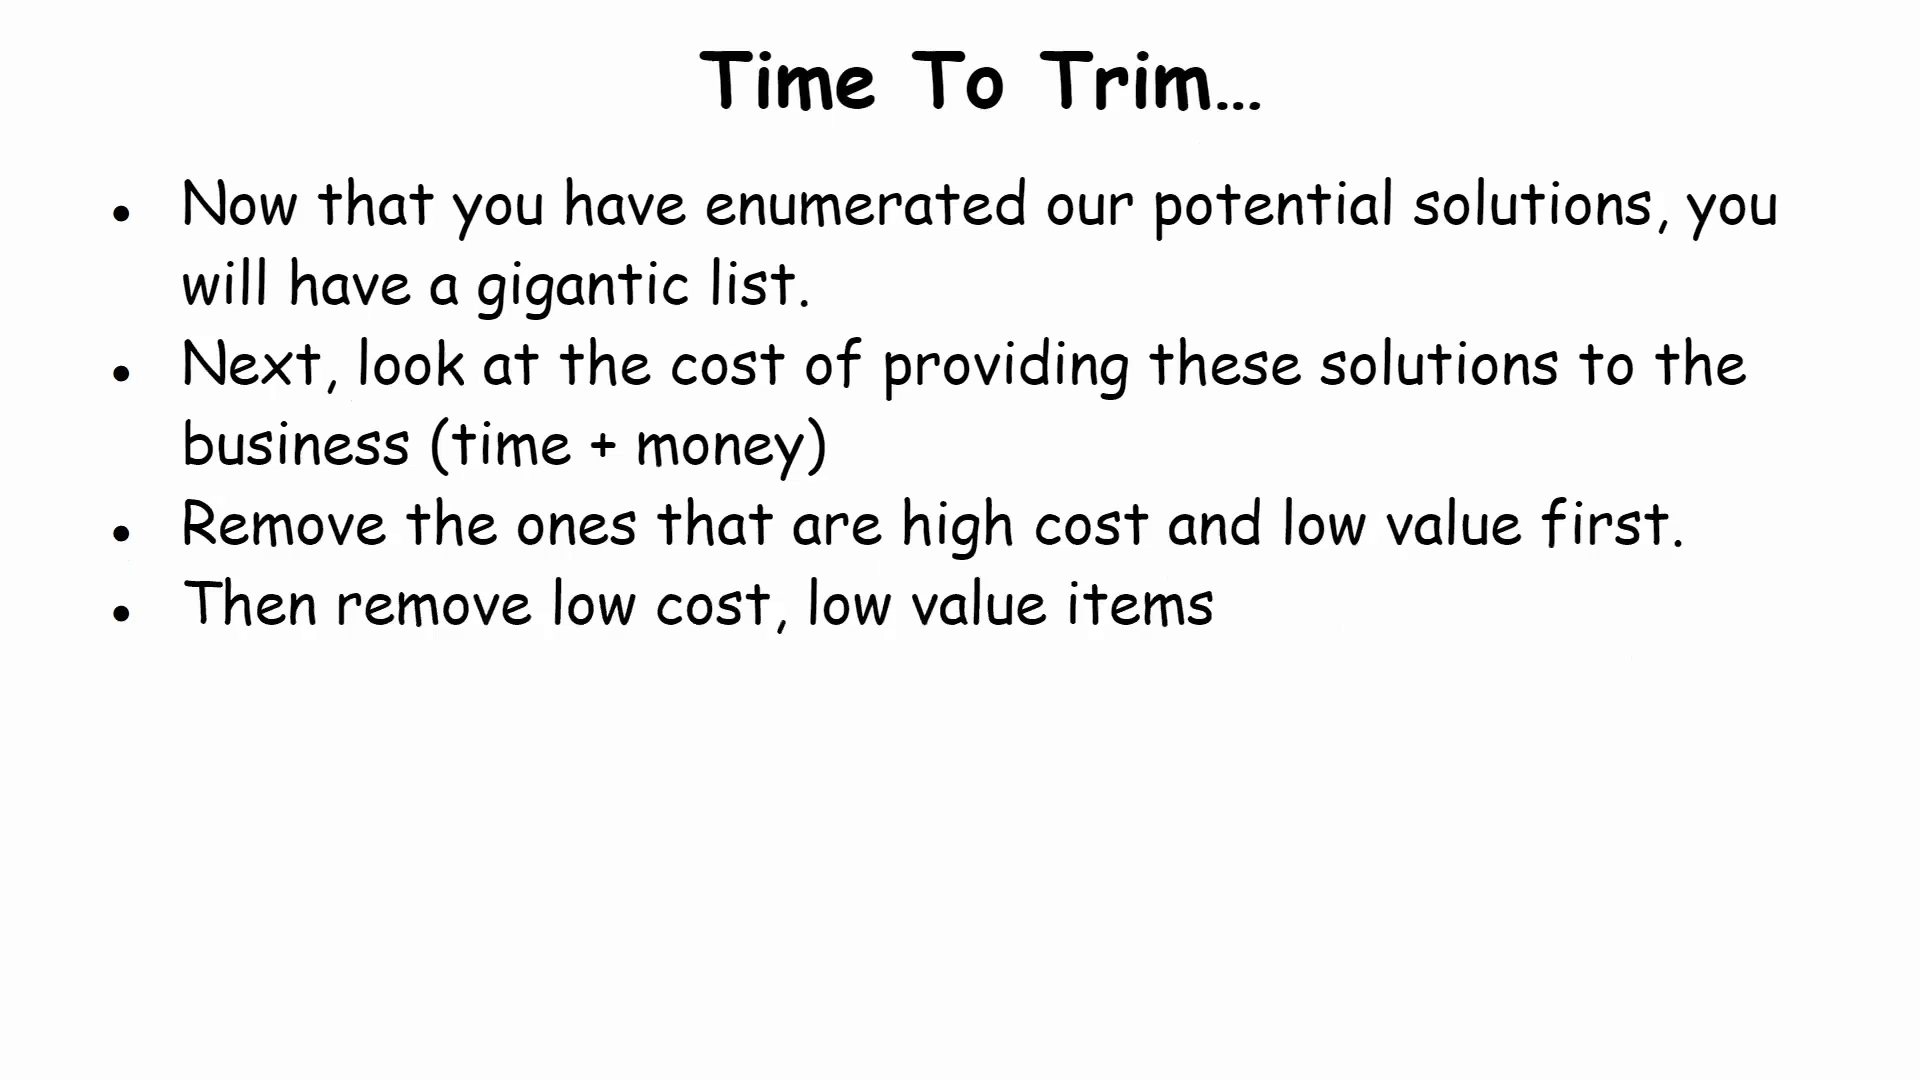 Time To Trim...
• Now that you have enumerated our potential solutions, you
will have a gigantic list.
• Next, look at the cost of providing these solutions to the
business (time + money)
• Remove the ones that are high cost and low value first.
• Then remove low cost, low value items